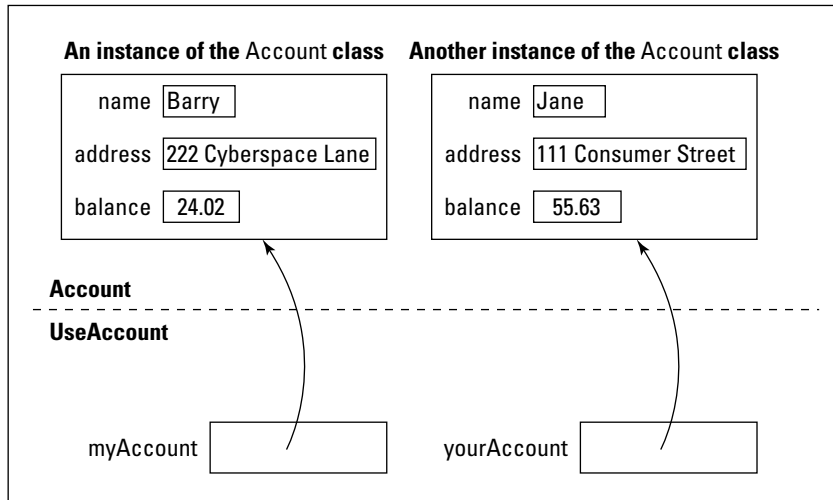 An instance of the Account class
Another instance of the Account class
name Barry
name Jane
address 222 Cyberspace Lane
address 111 Consumer Street
balance 24.02
balance 55.63
Account
UseAccount
myAccount
yourAccount